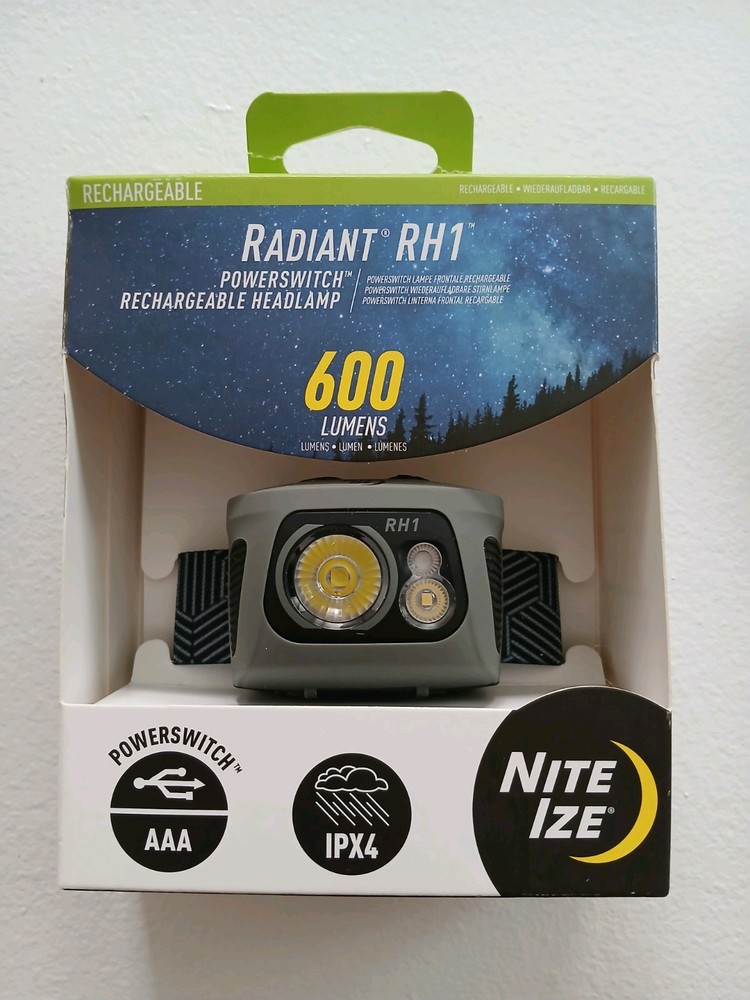 RECHARGEABLE
RECHARGEABLE • WIEDERAUFLADBAR • RECARGABLE
RADIANT® RH1™
POWERSWITCH™
RECHARGEABLE HEADLAMP
POWERSWITCH LAMPE FRONTALE RECHARGEABLE
POWERSWITCH WIEDERAUFLADBARE STIRNLAMPE
POWERSWITCH LINTERNA FRONTAL RECARGABLE
600
LUMENS
LUMENS • LUMEN • LÚMENES
RH1
POWERSWITCH™
AAA
IPX4
NITE
IZE®